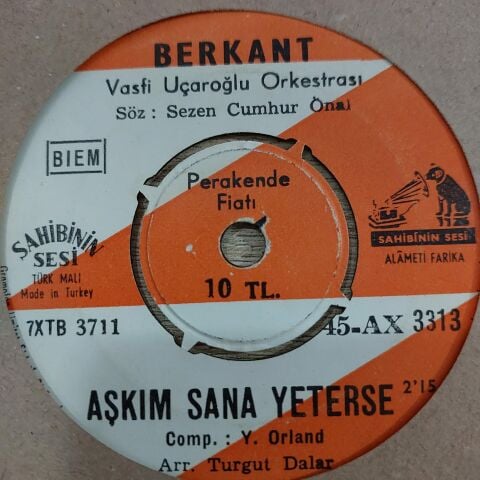 BERKANT
Vasfi Uçaroğlu Orkestrası
Söz : Sezen Cumhur Önal
BIEM
Perakende
Fiatı
10 TL.
SAHİBİNİN
SESİ
TÜRK MALI
Made in Turkey
SAHİBİNİN SESİ
ALÂMETİ FARİKA
7XTB 3711
45-AX 3313
AŞKIM SANA YETERSE 2'15
Comp. : Y. Orland
Arr. Turgut Dalar